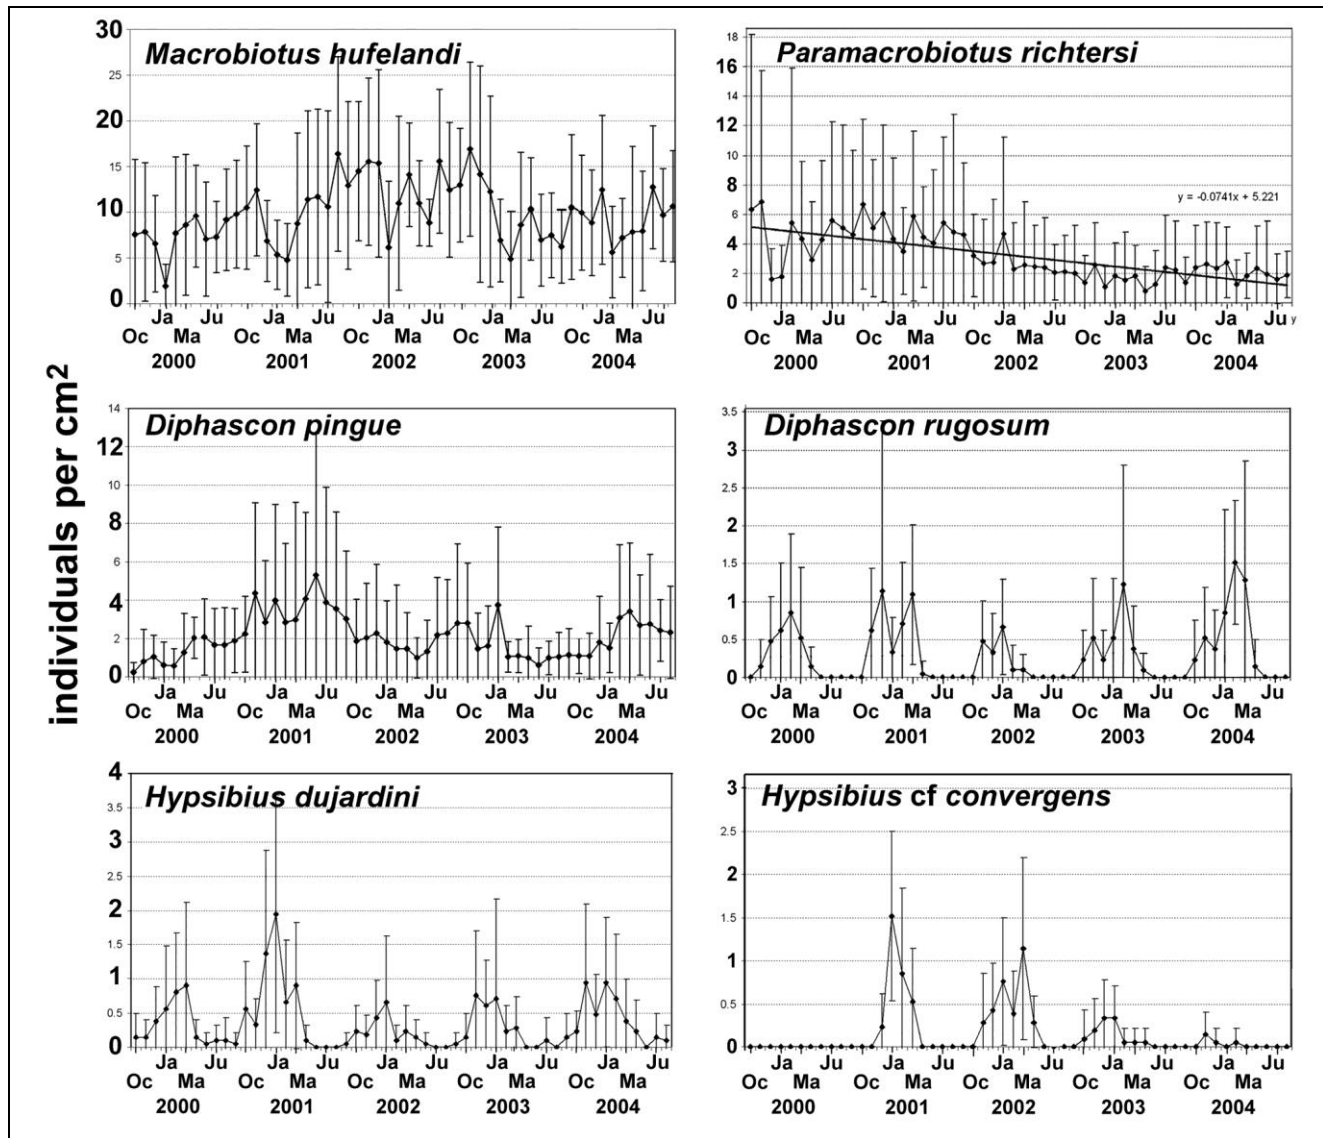 individuals per cm²
Macrobiotus hufelandi
30
25
20
15
10
5
0
Ja Ju Ja Ju Ja Ju Ja Ju Ja Ju
Oc Ma Oc Ma Oc Ma Oc Ma Oc Ma
2000 2001 2002 2003 2004
Paramacrobiotus richtersi
18
16
14
12
10
8
6
4
2
0
y = -0.0741x + 5.221
Ja Ju Ja Ju Ja Ju Ja Ju Ja Ju y
Oc Ma Oc Ma Oc Ma Oc Ma Oc Ma
2000 2001 2002 2003 2004
Diphascon pingue
14
12
10
8
6
4
2
0
Ja Ju Ja Ju Ja Ju Ja Ju Ja Ju
Oc Ma Oc Ma Oc Ma Oc Ma Oc Ma
2000 2001 2002 2003 2004
Diphascon rugosum
3.5
3
2.5
2
1.5
1
0.5
0
Ja Ju Ja Ju Ja Ju Ja Ju Ja Ju
Oc Ma Oc Ma Oc Ma Oc Ma Oc Ma
2000 2001 2002 2003 2004
Hypsibius dujardini
4
3.5
3
2.5
2
1.5
1
0.5
0
Ja Ju Ja Ju Ja Ju Ja Ju Ja Ju
Oc Ma Oc Ma Oc Ma Oc Ma Oc Ma
2000 2001 2002 2003 2004
Hypsibius cf convergens
3
2.5
2
1.5
1
0.5
0
Ja Ju Ja Ju Ja Ju Ja Ju Ja Ju
Oc Ma Oc Ma Oc Ma Oc Ma Oc Ma
2000 2001 2002 2003 2004